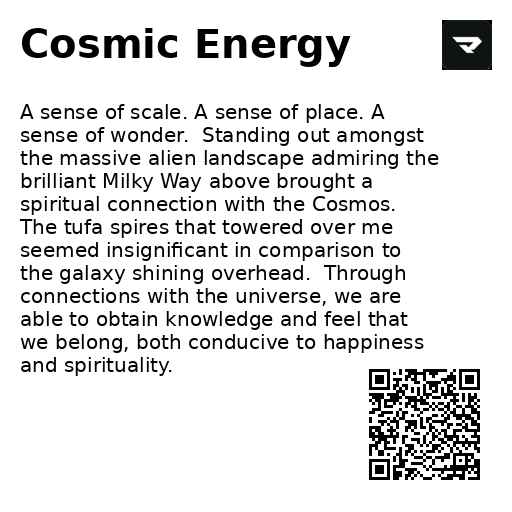 Cosmic Energy
A sense of scale. A sense of place. A
sense of wonder.  Standing out amongst
the massive alien landscape admiring the
brilliant Milky Way above brought a
spiritual connection with the Cosmos.
The tufa spires that towered over me
seemed insignificant in comparison to
the galaxy shining overhead.  Through
connections with the universe, we are
able to obtain knowledge and feel that
we belong, both conducive to happiness
and spirituality.